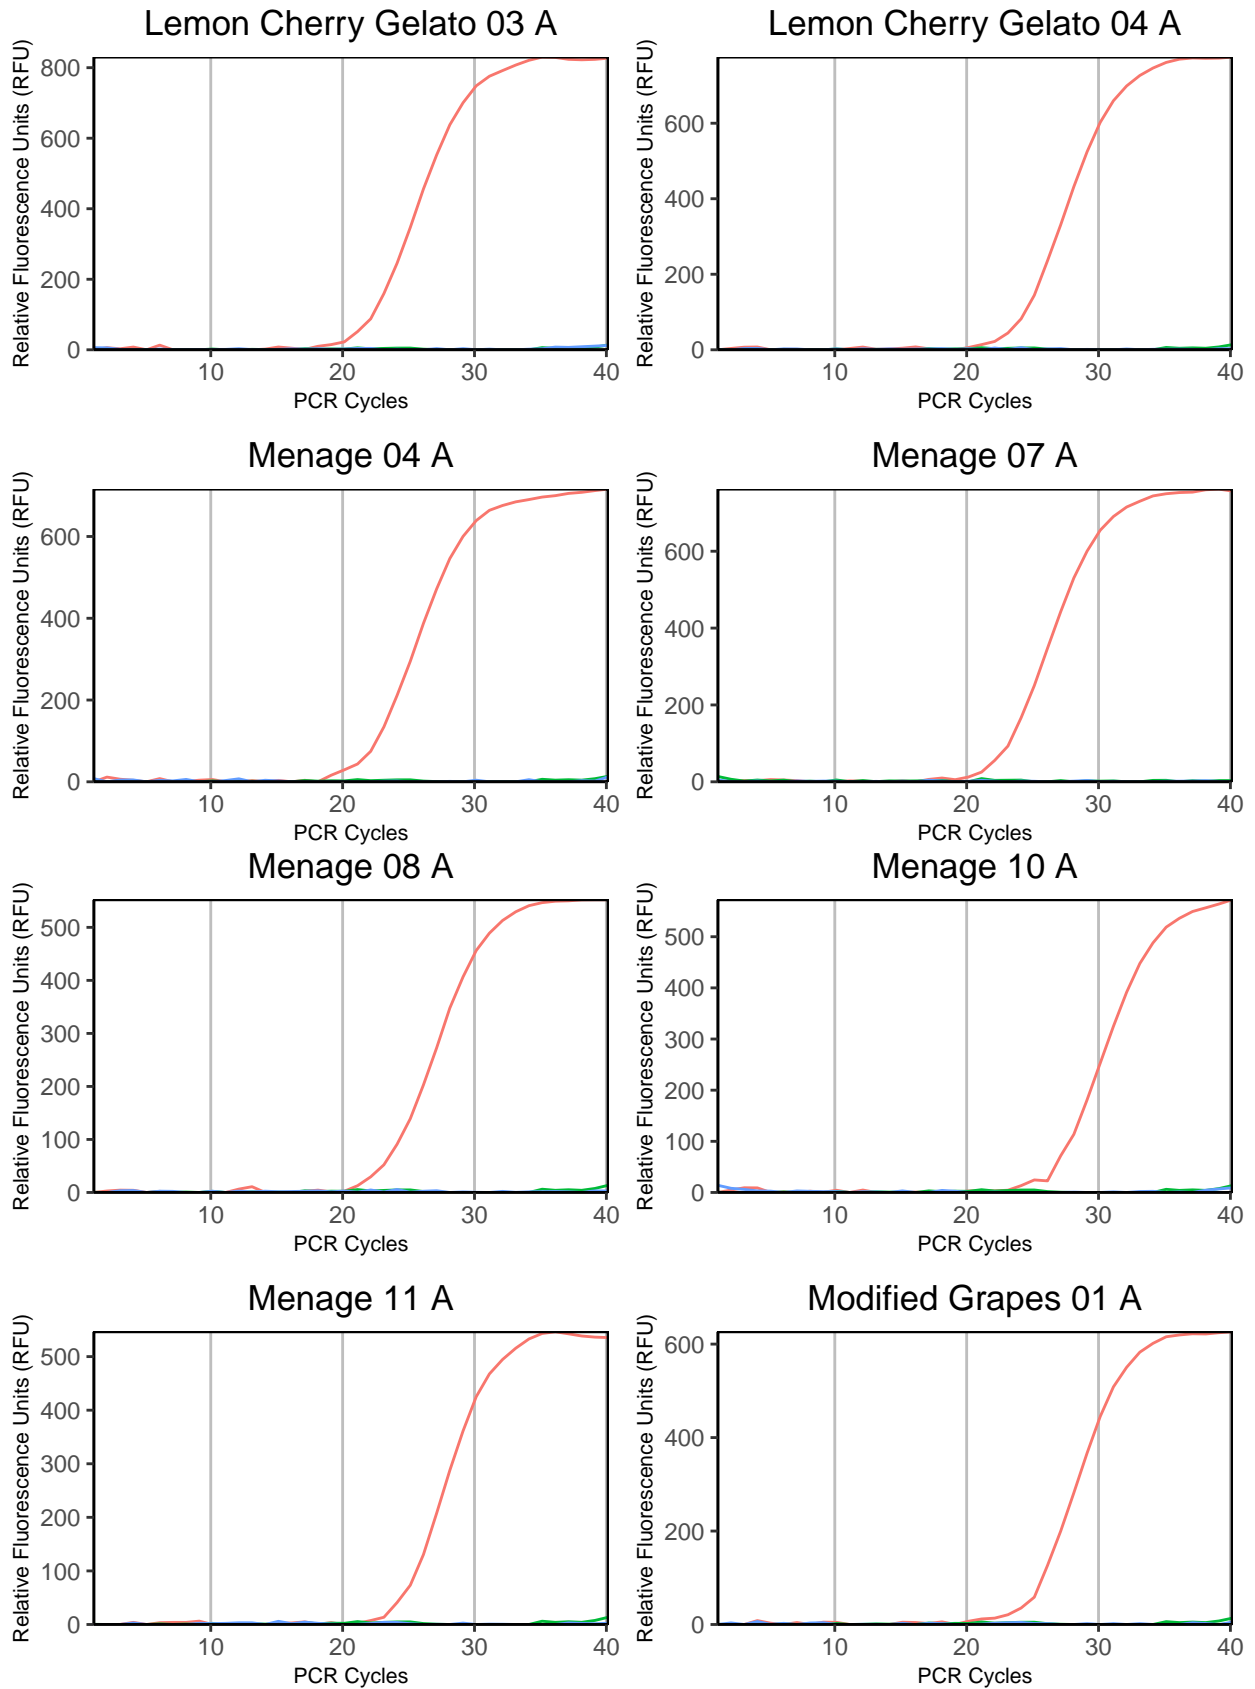 Lemon Cherry Gelato 03 A
Relative Fluorescence Units (RFU)
800
600
400
200
0
10 20 30 40
PCR Cycles
Lemon Cherry Gelato 04 A
Relative Fluorescence Units (RFU)
600
400
200
0
10 20 30 40
PCR Cycles
Menage 04 A
Relative Fluorescence Units (RFU)
600
400
200
0
10 20 30 40
PCR Cycles
Menage 07 A
Relative Fluorescence Units (RFU)
600
400
200
0
10 20 30 40
PCR Cycles
Menage 08 A
Relative Fluorescence Units (RFU)
500
400
300
200
100
0
10 20 30 40
PCR Cycles
Menage 10 A
Relative Fluorescence Units (RFU)
500
400
300
200
100
0
10 20 30 40
PCR Cycles
Menage 11 A
Relative Fluorescence Units (RFU)
500
400
300
200
100
0
10 20 30 40
PCR Cycles
Modified Grapes 01 A
Relative Fluorescence Units (RFU)
600
400
200
0
10 20 30 40
PCR Cycles